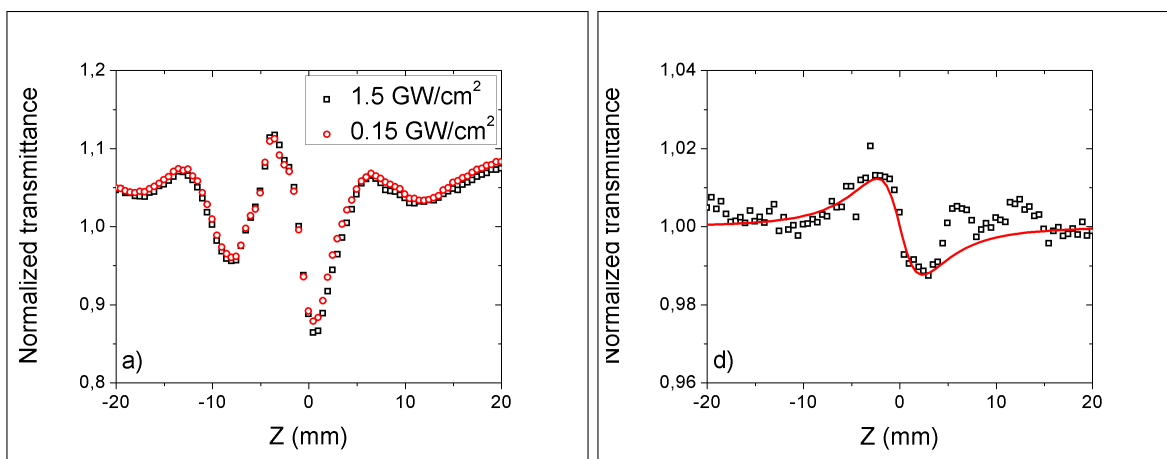 1,2
1,1
1,0
0,9
0,8
-20
-10
0
10
20
Normalized transmittance
Z (mm)
1.5 GW/cm²
0.15 GW/cm²
a)
1,04
1,02
1,00
0,98
0,96
-20
-10
0
10
20
Normalized transmittance
Z (mm)
d)